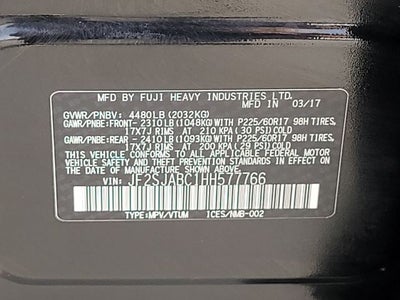 MFD. BY FUJI HEAVY INDUSTRIES LTD.
MFD IN 03/17
GVWR/PNBV: 4480LB (2032KG)
GAWR/PNBE: FRONT- 2310LB (1048KG) WITH P225/60R17 98H TIRES,
17X7J RIMS, AT 210 KPA (30 PSI) COLD
GAWR/PNBE: REAR - 2410LB (1093KG) WITH P225/60R17 98H TIRES,
17X7J RIMS, AT 200 KPA (29 PSI) COLD
THIS VEHICLE CONFORMS TO ALL APPLICABLE FEDERAL MOTOR
VEHICLE SAFETY AND THEFT PREVENTION STANDARDS IN EFFECT
ON THE DATE OF MANUFACTURE SHOWN ABOVE.
VIN: JF2SJABC1HH577766
TYPE:MPV/VTUM ICES/NMB-002